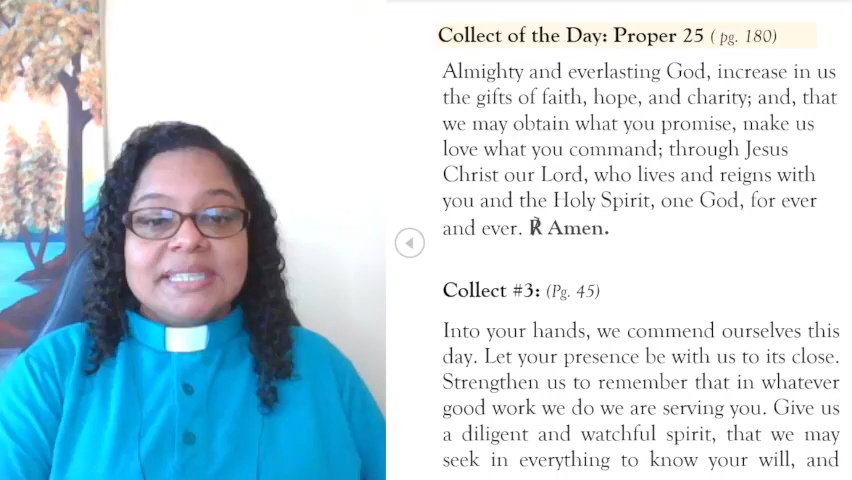 Collect of the Day: Proper 25 ( pg. 180)
Almighty and everlasting God, increase in us
the gifts of faith, hope, and charity; and, that
we may obtain what you promise, make us
love what you command; through Jesus
Christ our Lord, who lives and reigns with
you and the Holy Spirit, one God, for ever
and ever. ℟ Amen.
Collect #3: (Pg. 45)
Into your hands, we commend ourselves this
day. Let your presence be with us to its close.
Strengthen us to remember that in whatever
good work we do we are serving you. Give us
a diligent and watchful spirit, that we may
seek in everything to know your will, and